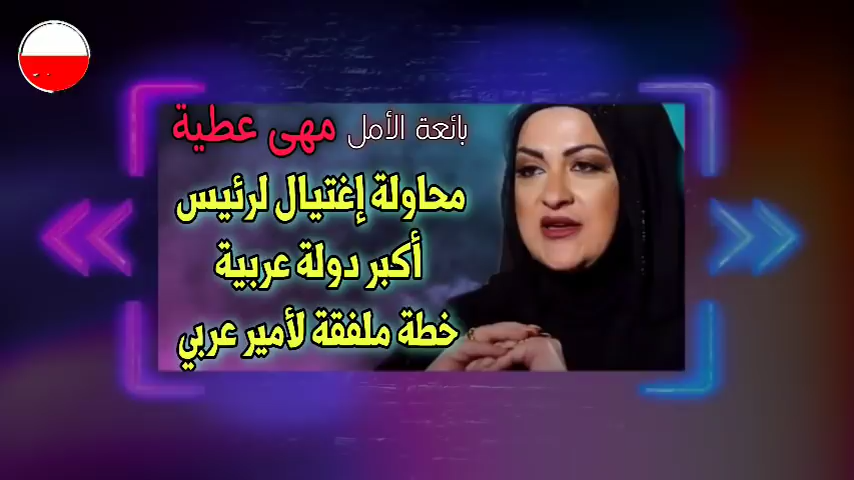 بائعة الأمل مهى عطية
محاولة إغتيال لرئيس
أكبر دولة عربية
خطة ملفقة لأمير عربي